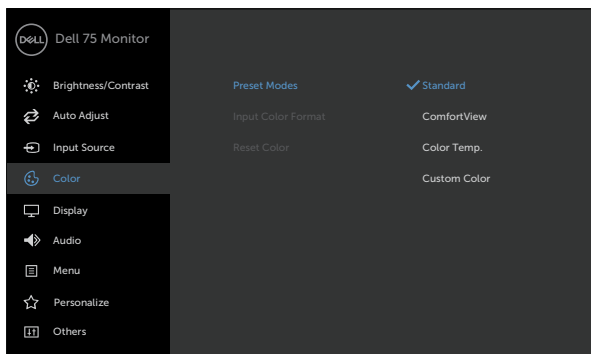 DELL Dell 75 Monitor
Brightness/Contrast
Auto Adjust
Input Source
Color
Display
Audio
Menu
Personalize
Others
Preset Modes
Input Color Format
Reset Color
Standard
ComfortView
Color Temp.
Custom Color